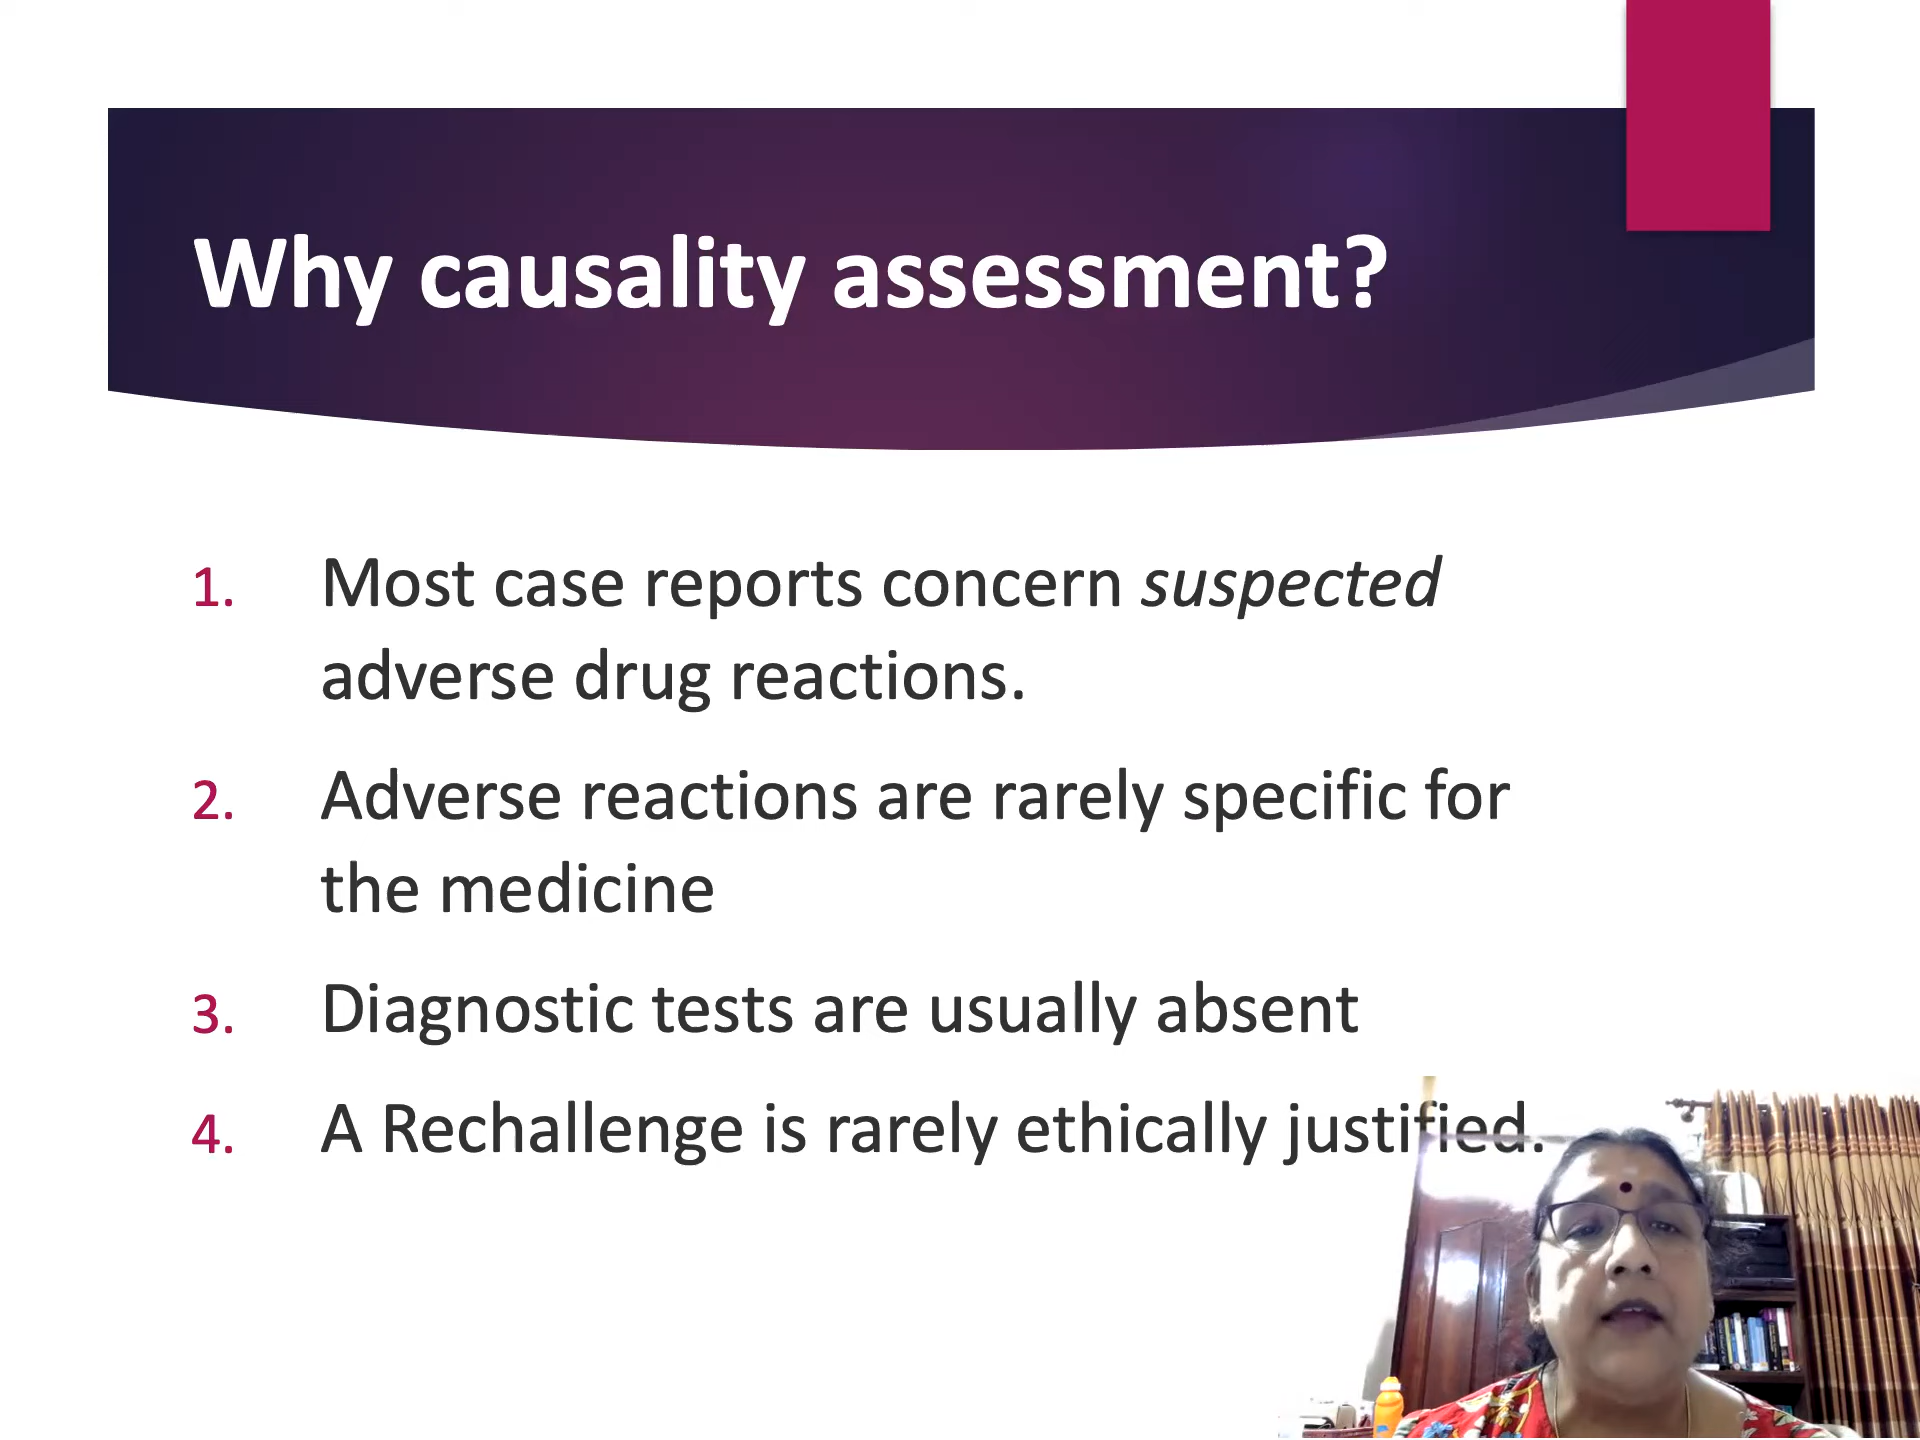 Why causality assessment?
1. Most case reports concern suspected
adverse drug reactions.
2. Adverse reactions are rarely specific for
the medicine
3. Diagnostic tests are usually absent
4. A Rechallenge is rarely ethically justified.